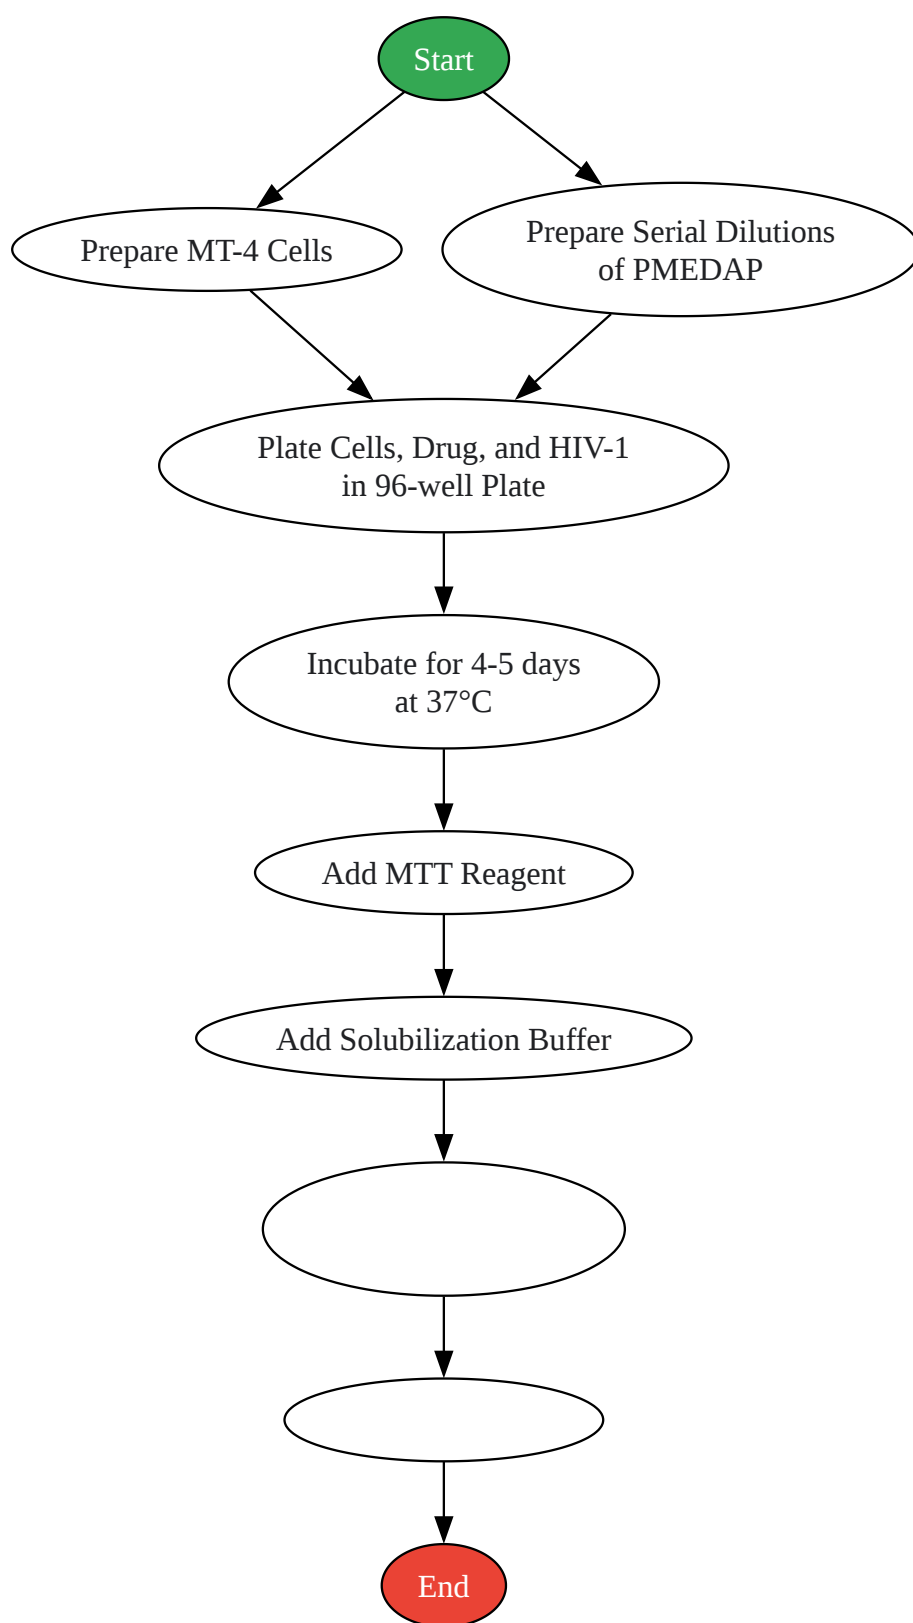 Start
Prepare MT-4 Cells
Prepare Serial Dilutions
of PMEDAP
Plate Cells, Drug, and HIV-1
in 96-well Plate
Incubate for 4-5 days
at 37°C
Add MTT Reagent
Add Solubilization Buffer
End